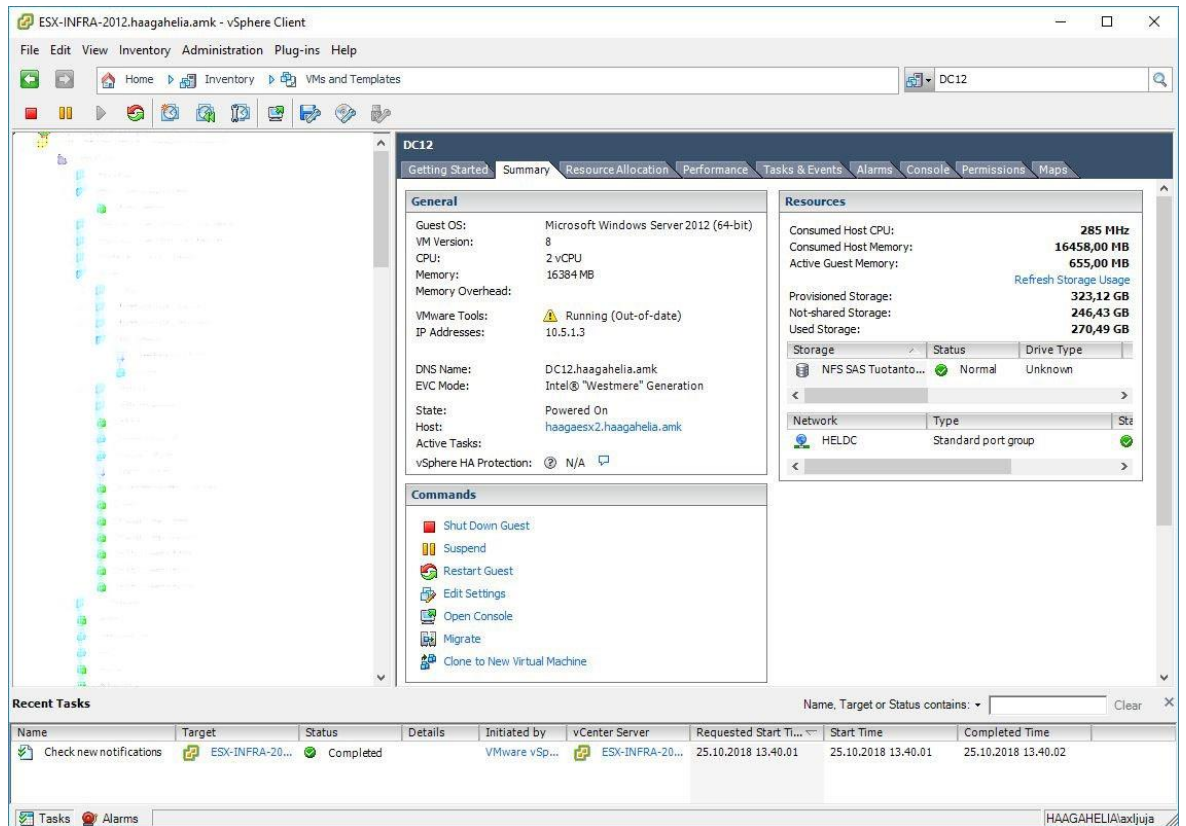 ESX-INFRA-2012.haagahelia.amk - vSphere Client
File Edit View Inventory Administration Plug-ins Help
Home Inventory VMs and Templates DC12
DC12
Getting Started Summary Resource Allocation Performance Tasks & Events Alarms Console Permissions Maps
General
Guest OS: Microsoft Windows Server 2012 (64-bit)
VM Version: 8
CPU: 2 vCPU
Memory: 16384 MB
Memory Overhead:
VMware Tools: Running (Out-of-date)
IP Addresses: 10.5.1.3
DNS Name: DC12.haagahelia.amk
EVC Mode: Intel® "Westmere" Generation
State: Powered On
Host: haagaesx2.haagahelia.amk
Active Tasks:
vSphere HA Protection: N/A
Commands
Shut Down Guest
Suspend
Restart Guest
Edit Settings
Open Console
Migrate
Clone to New Virtual Machine
Resources
Consumed Host CPU: 285 MHz
Consumed Host Memory: 16458,00 MB
Active Guest Memory: 655,00 MB
Refresh Storage Usage
Provisioned Storage: 323,12 GB
Not-shared Storage: 246,43 GB
Used Storage: 270,49 GB
Storage Status Drive Type
NFS SAS Tuotanto... Normal Unknown
Network Type Sta
HELDC Standard port group
Recent Tasks Name, Target or Status contains: Clear
Name Target Status Details Initiated by vCenter Server Requested Start Ti... Start Time Completed Time
Check new notifications ESX-INFRA-20... Completed VMware vSp... ESX-INFRA-20... 25.10.2018 13.40.01 25.10.2018 13.40.01 25.10.2018 13.40.02
Tasks Alarms HAAGAHELIA\axljuja